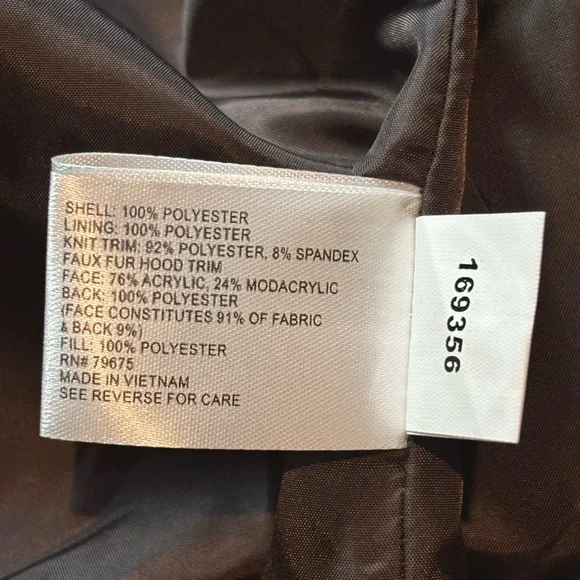 SHELL: 100% POLYESTER
LINING: 100% POLYESTER
KNIT TRIM: 92% POLYESTER, 8% SPANDEX
FAUX FUR HOOD TRIM
FACE: 76% ACRYLIC, 24% MODACRYLIC
BACK: 100% POLYESTER
(FACE CONSTITUTES 91% OF FABRIC
& BACK 9%)
FILL: 100% POLYESTER
RN# 79675
MADE IN VIETNAM
SEE REVERSE FOR CARE
169356